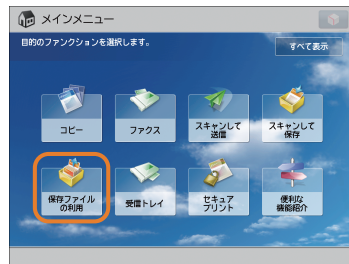 メインメニュー
目的のファンクションを選択します。
すべて表示
コピー
ファクス
スキャンして
送信
スキャンして
保存
保存ファイル
の利用
受信トレイ
セキュア
プリント
便利な
機能紹介